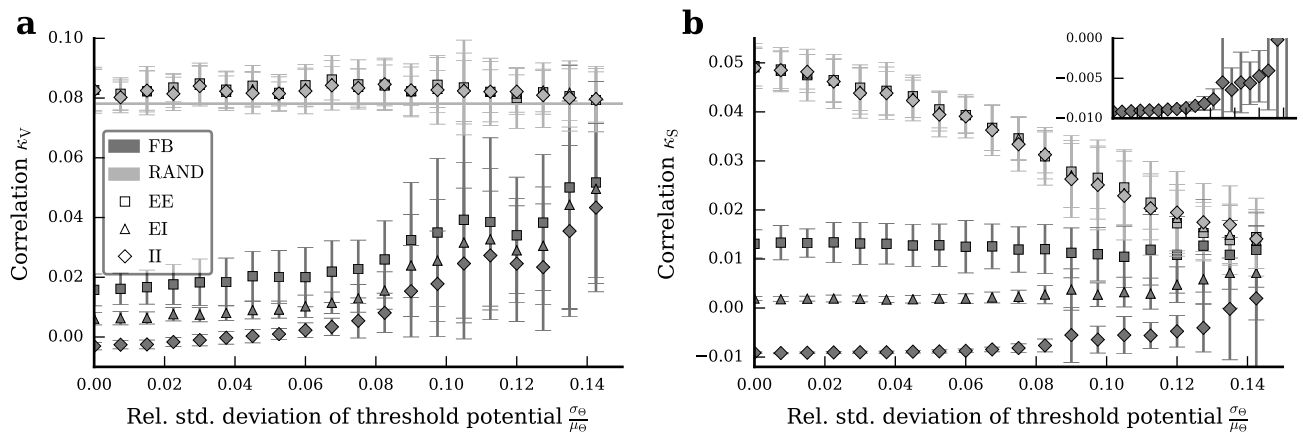 a
0.10
0.08
0.06
0.04
0.02
0.00
Correlation κV
FB
RAND
EE
EI
II
0.00 0.02 0.04 0.06 0.08 0.10 0.12 0.14
Rel. std. deviation of threshold potential σΘ/μΘ
b
0.05
0.04
0.03
0.02
0.01
0.00
−0.01
Correlation κS
0.000
−0.005
−0.010
0.00 0.02 0.04 0.06 0.08 0.10 0.12 0.14
Rel. std. deviation of threshold potential σΘ/μΘ